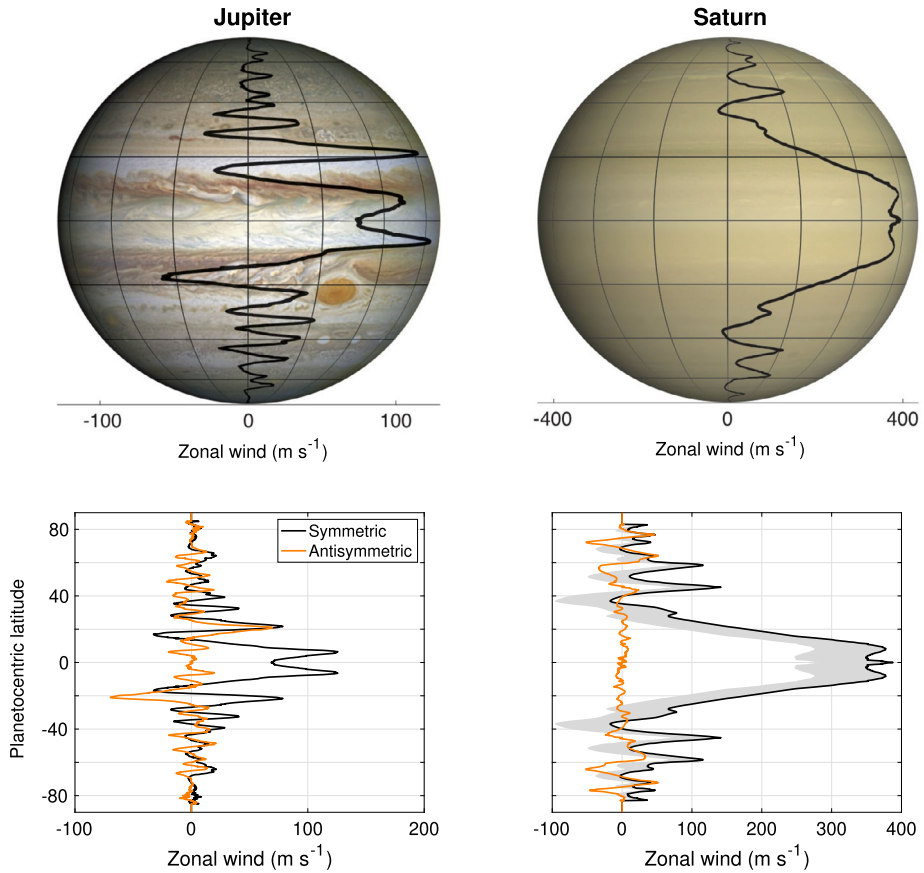 Jupiter
Saturn
-100 0 100
Zonal wind (m s-1)
-400 0 400
Zonal wind (m s-1)
Symmetric
Antisymmetric
Planetocentric latitude
80
40
0
-40
-80
-100 0 100 200
Zonal wind (m s-1)
-100 0 100 200 300 400
Zonal wind (m s-1)